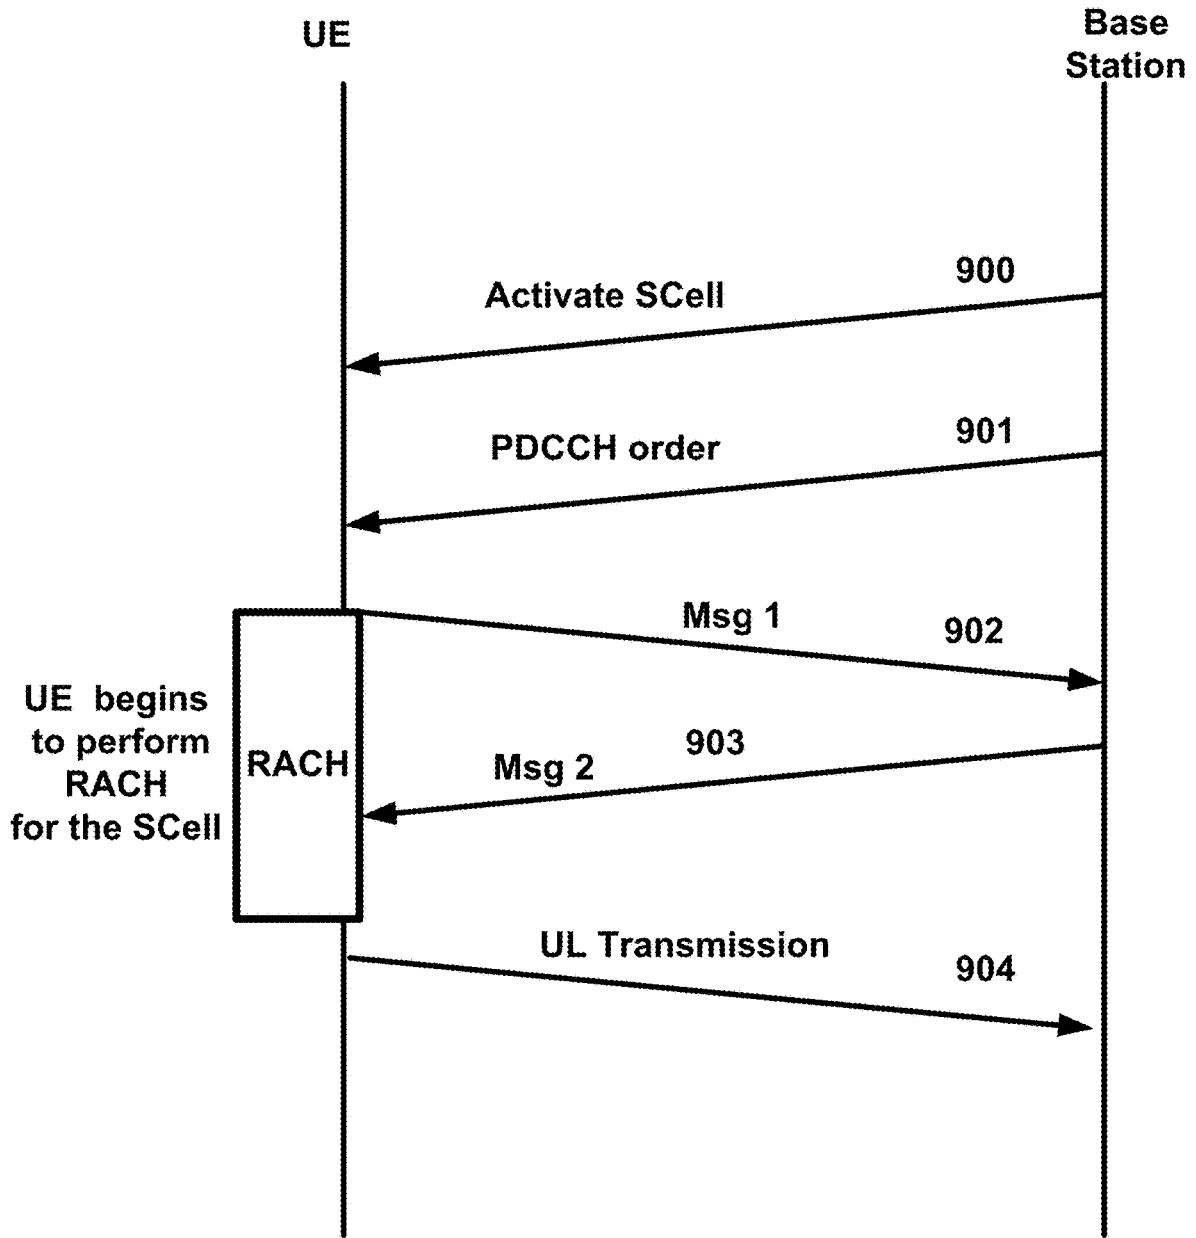 UE
Base
Station
900
Activate SCell
901
PDCCH order
Msg 1
902
UE begins
to perform
RACH
for the SCell
RACH
903
Msg 2
UL Transmission
904